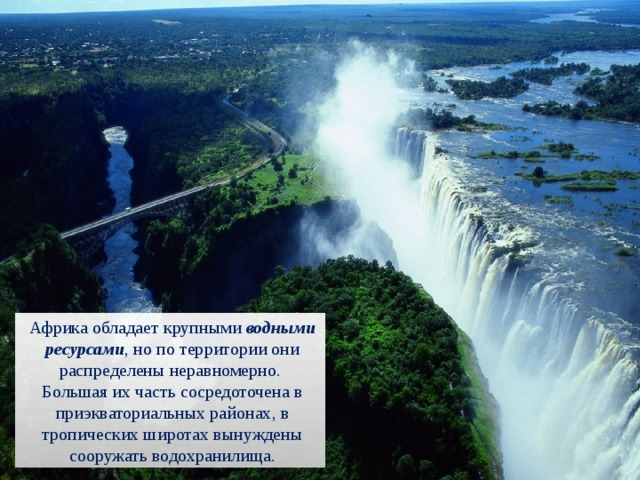 Африка обладает крупными водными
ресурсами, но по территории они
распределены неравномерно.
Большая их часть сосредоточена в
приэкваториальных районах, в
тропических широтах вынуждены
сооружать водохранилища.